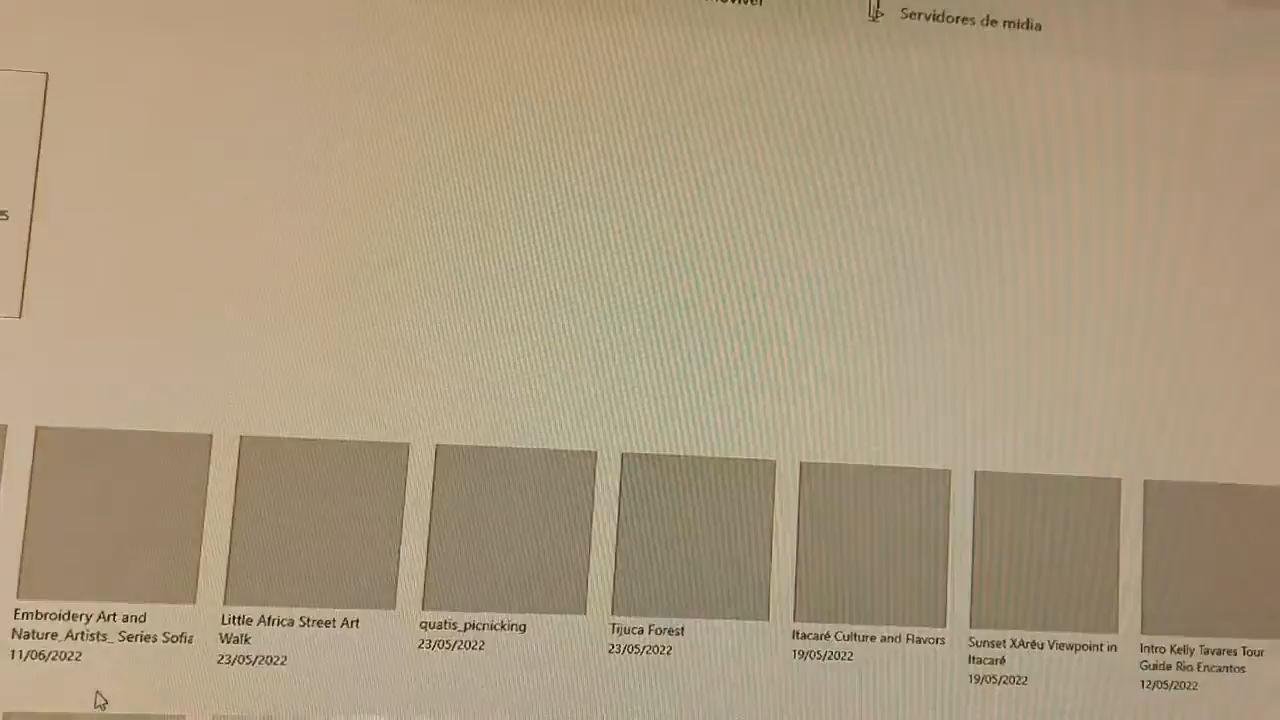 Servidores de mídia
5
Embroidery Art and
Nature_Artists_ Series Sofia
11/06/2022
Little Africa Street Art
Walk
23/05/2022
quatis_picnicking
23/05/2022
Tijuca Forest
23/05/2022
Itacaré Culture and Flavors
19/05/2022
Sunset XAréu Viewpoint in
Itacaré
19/05/2022
Intro Kelly Tavares Tour
Guide Rio Encantos
12/05/2022